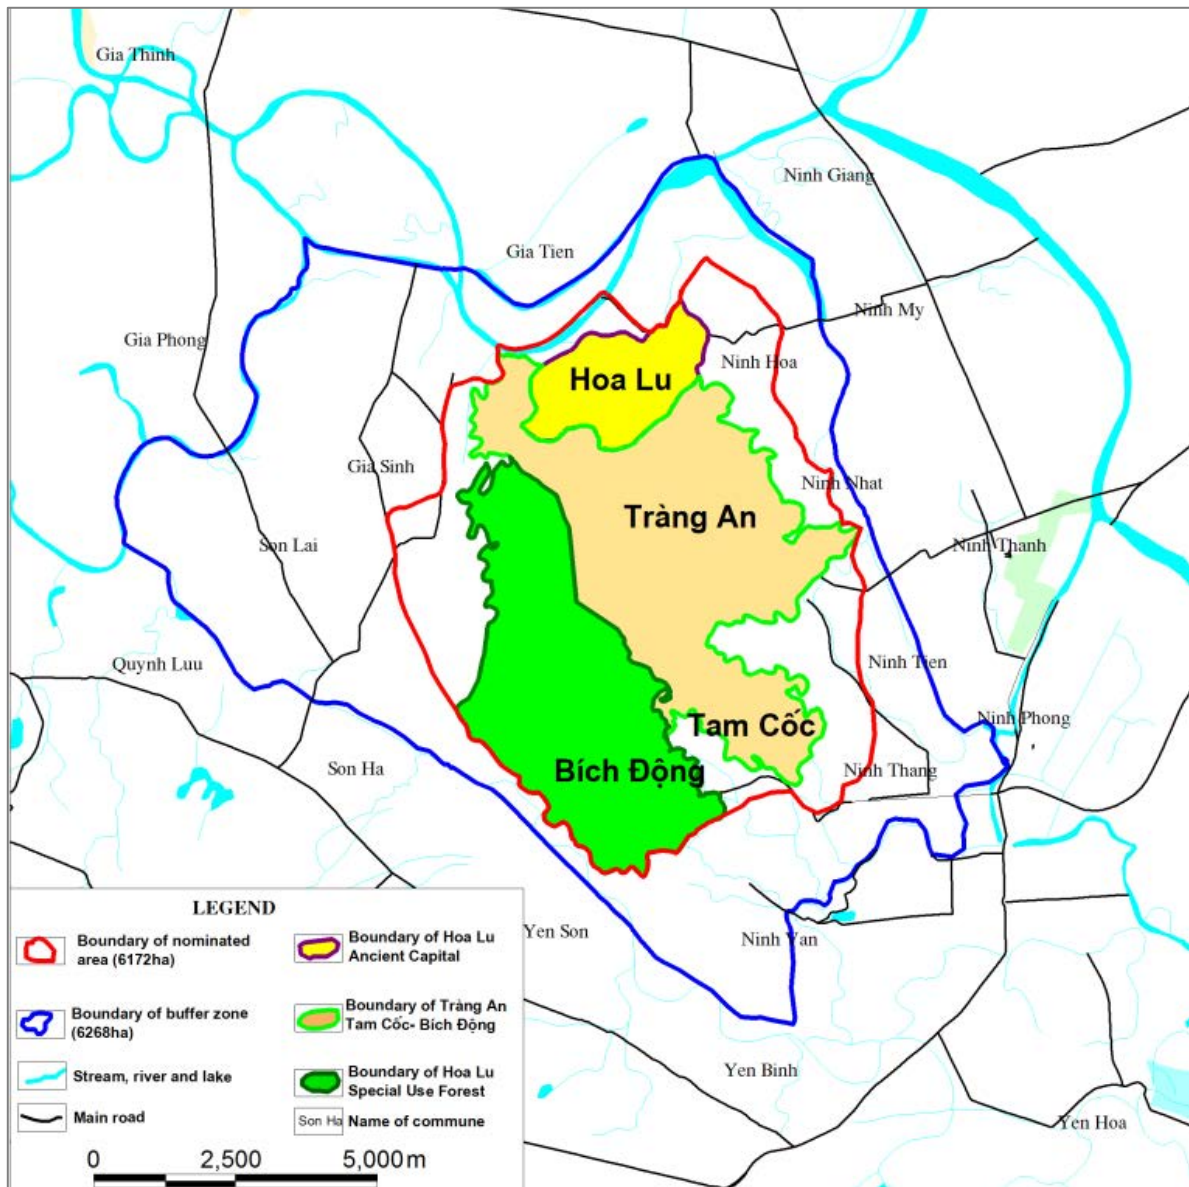 Gia Thinh
Ninh Giang
Gia Tien
Ninh My
Gia Phong
Ninh Hoa
Hoa Lu
Gia Sinh
Ninh Nhat
Tràng An
Son Lai
Ninh Thanh
Quynh Luu
Ninh Tien
Ninh Phong
Tam Cốc
Son Ha
Bích Động
Ninh Thang
Yen Son
Ninh Van
Yen Binh
Yen Hoa
LEGEND
Boundary of nominated
area (6172ha)
Boundary of buffer zone
(6268ha)
Stream, river and lake
Main road
Boundary of Hoa Lu
Ancient Capital
Boundary of Tràng An
Tam Cốc- Bích Động
Boundary of Hoa Lu
Special Use Forest
Son Ha Name of commune
0 2,500 5,000 m